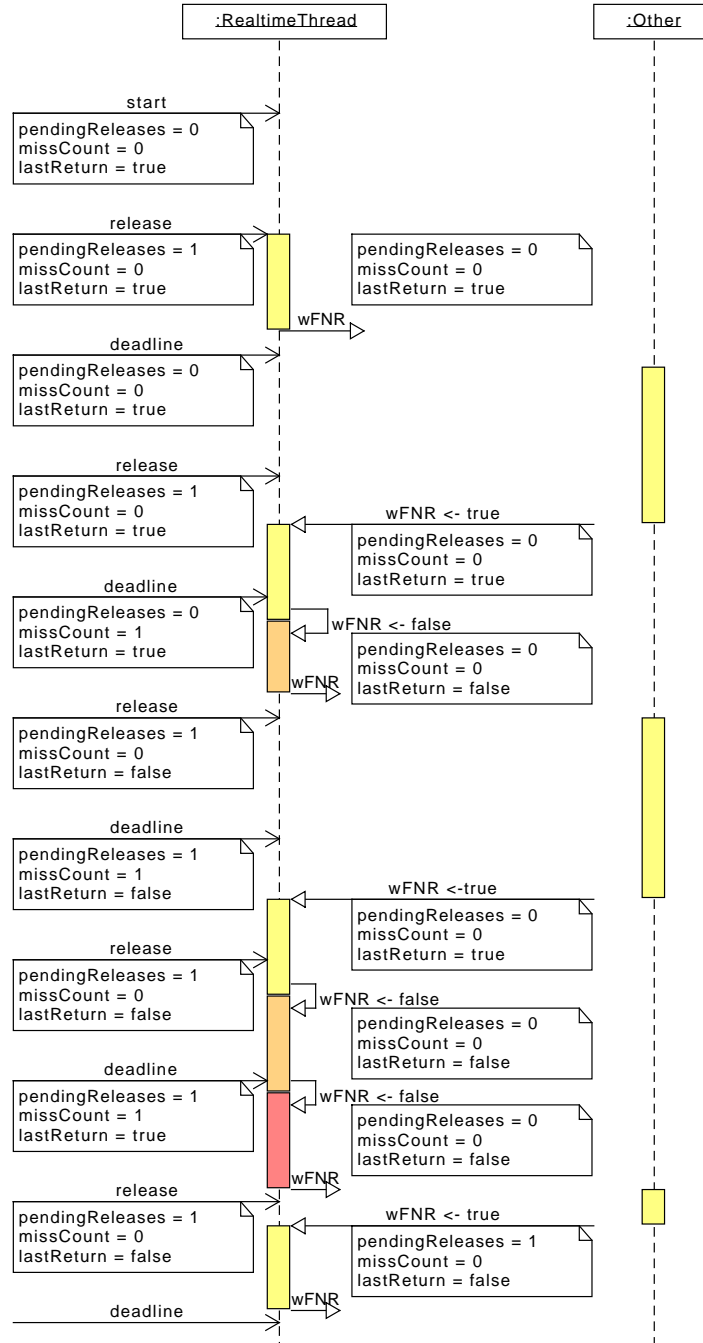 :RealtimeThread
:Other
start
pendingReleases = 0
missCount = 0
lastReturn = true
release
pendingReleases = 1
missCount = 0
lastReturn = true
pendingReleases = 0
missCount = 0
lastReturn = true
wFNR
deadline
pendingReleases = 0
missCount = 0
lastReturn = true
release
pendingReleases = 1
missCount = 0
lastReturn = true
wFNR <- true
pendingReleases = 0
missCount = 0
lastReturn = true
deadline
pendingReleases = 0
missCount = 1
lastReturn = true
wFNR <- false
pendingReleases = 0
missCount = 0
lastReturn = false
wFNR
release
pendingReleases = 1
missCount = 0
lastReturn = false
deadline
pendingReleases = 1
missCount = 1
lastReturn = false
wFNR <-true
pendingReleases = 0
missCount = 0
lastReturn = true
release
pendingReleases = 1
missCount = 0
lastReturn = false
wFNR <- false
pendingReleases = 0
missCount = 0
lastReturn = false
deadline
pendingReleases = 1
missCount = 1
lastReturn = true
wFNR <- false
pendingReleases = 0
missCount = 0
lastReturn = false
wFNR
release
pendingReleases = 1
missCount = 0
lastReturn = false
wFNR <- true
pendingReleases = 1
missCount = 0
lastReturn = false
wFNR
deadline